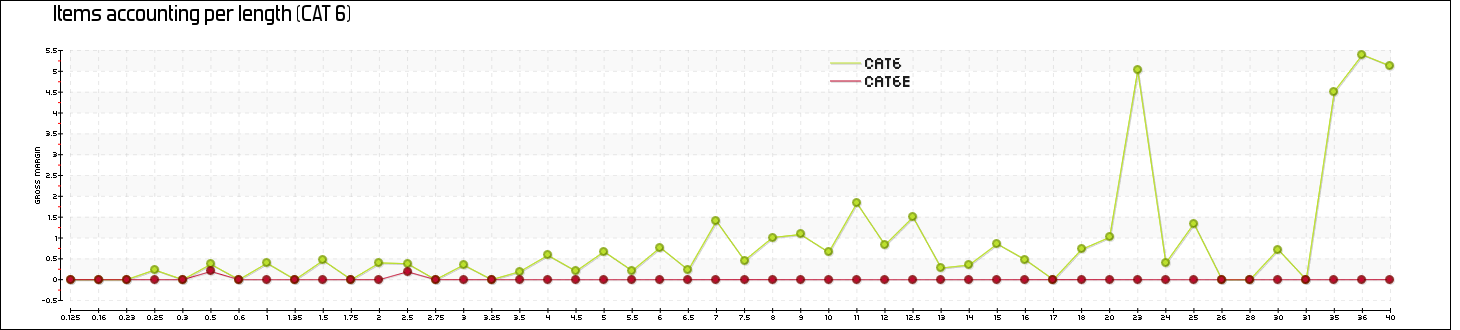 Items accounting per length (CAT 6)
CAT6
CAT6E
GROSS MARGIN
5.5
5
4.5
4
3.5
3
2.5
2
1.5
1
0.5
0
-0.5
0.125 0.16 0.23 0.25 0.3 0.5 0.6 1 1.35 1.5 1.75 2 2.5 2.75 3 3.25 3.5 4 4.5 5 5.5 6 6.5 7 7.5 8 9 10 11 12 12.5 13 14 15 16 17 18 20 23 24 25 26 28 30 31 35 36 40